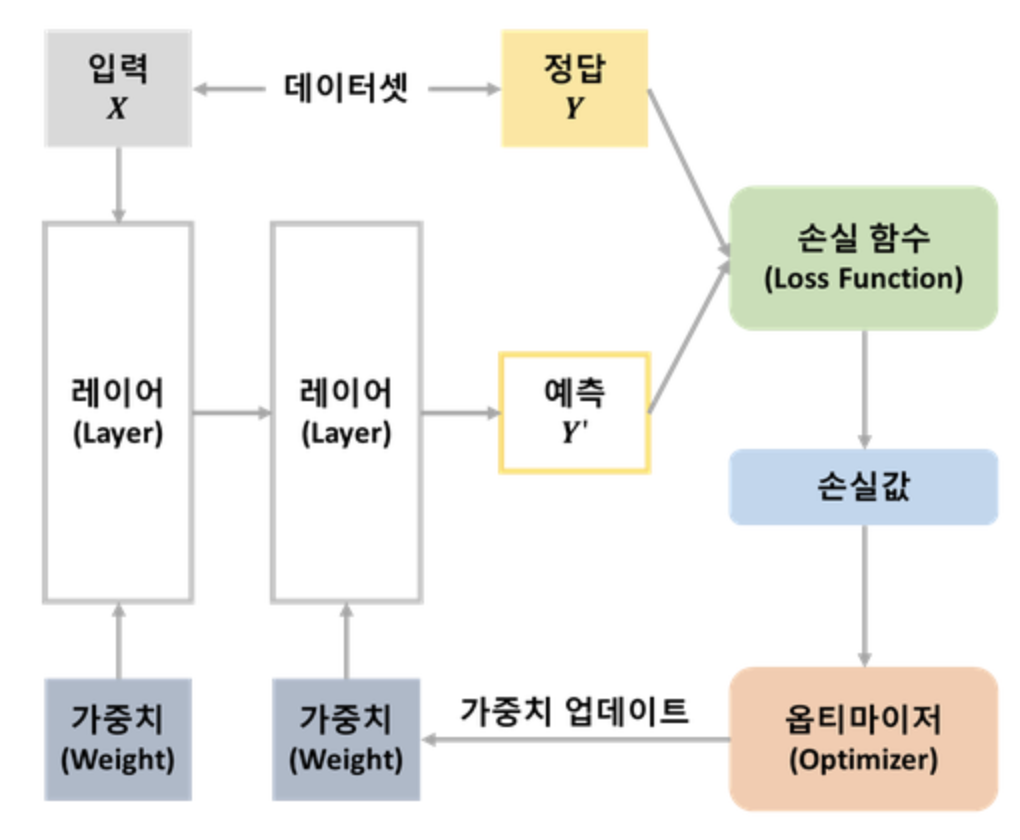 입력
X
데이터셋
정답
Y
손실 함수
(Loss Function)
레이어
(Layer)
레이어
(Layer)
예측
Y'
손실값
가중치
(Weight)
가중치
(Weight)
가중치 업데이트
옵티마이저
(Optimizer)